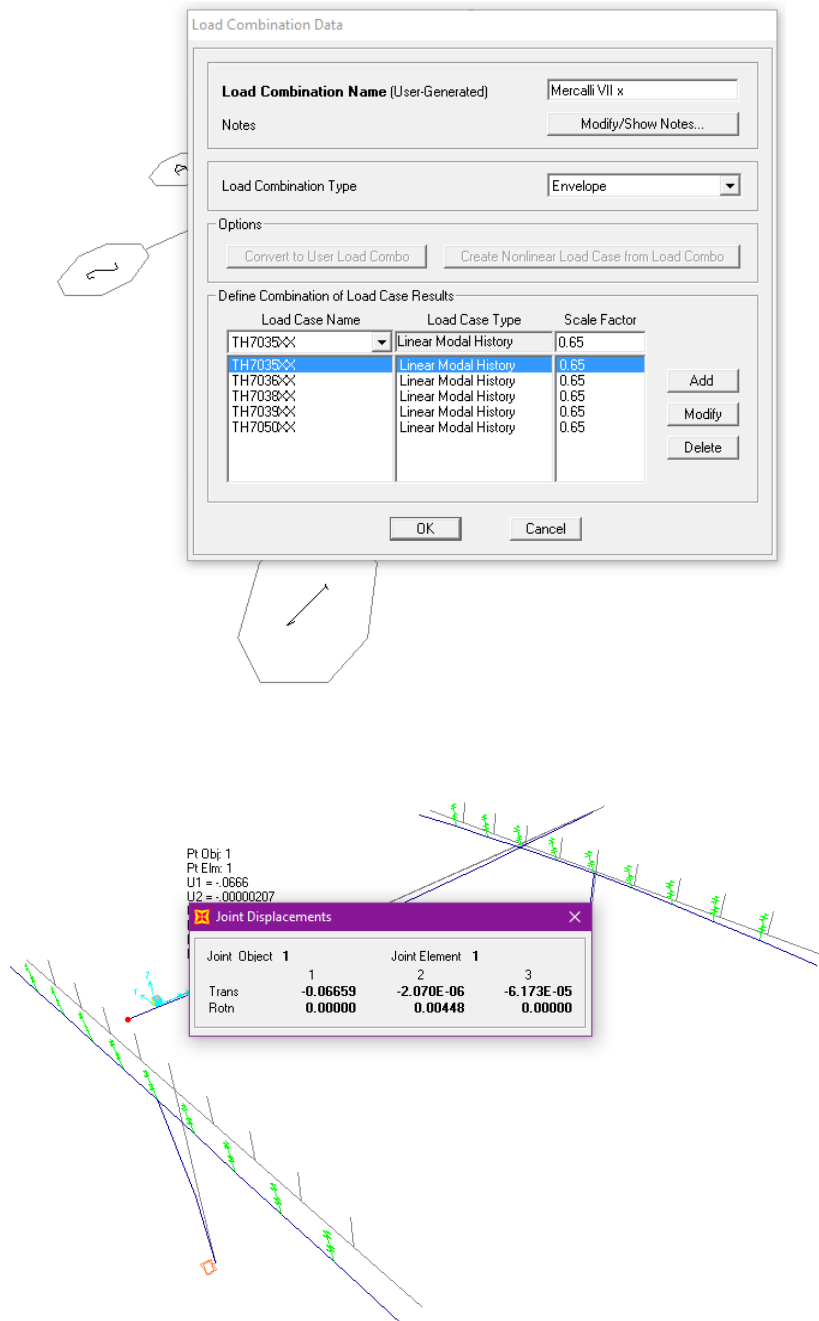 Load Combination Data
Load Combination Name (User-Generated) Mercalli VII x
Notes Modify/Show Notes...
Load Combination Type Envelope
Options
Convert to User Load Combo Create Nonlinear Load Case from Load Combo
Define Combination of Load Case Results
Load Case Name Load Case Type Scale Factor
TH7035XX Linear Modal History 0.65
TH7035XX Linear Modal History 0.65
TH7036XX Linear Modal History 0.65 Add
TH7038XX Linear Modal History 0.65
TH7039XX Linear Modal History 0.65 Modify
TH7050XX Linear Modal History 0.65
Delete
OK Cancel
Pt Obj: 1
Pt Elm: 1
U1 = -.0666
U2 = -.00000207
Joint Displacements
Joint Object 1 Joint Element 1
1 2 3
Trans -0.06659 -2.070E-06 -6.173E-05
Rotn 0.00000 0.00448 0.00000